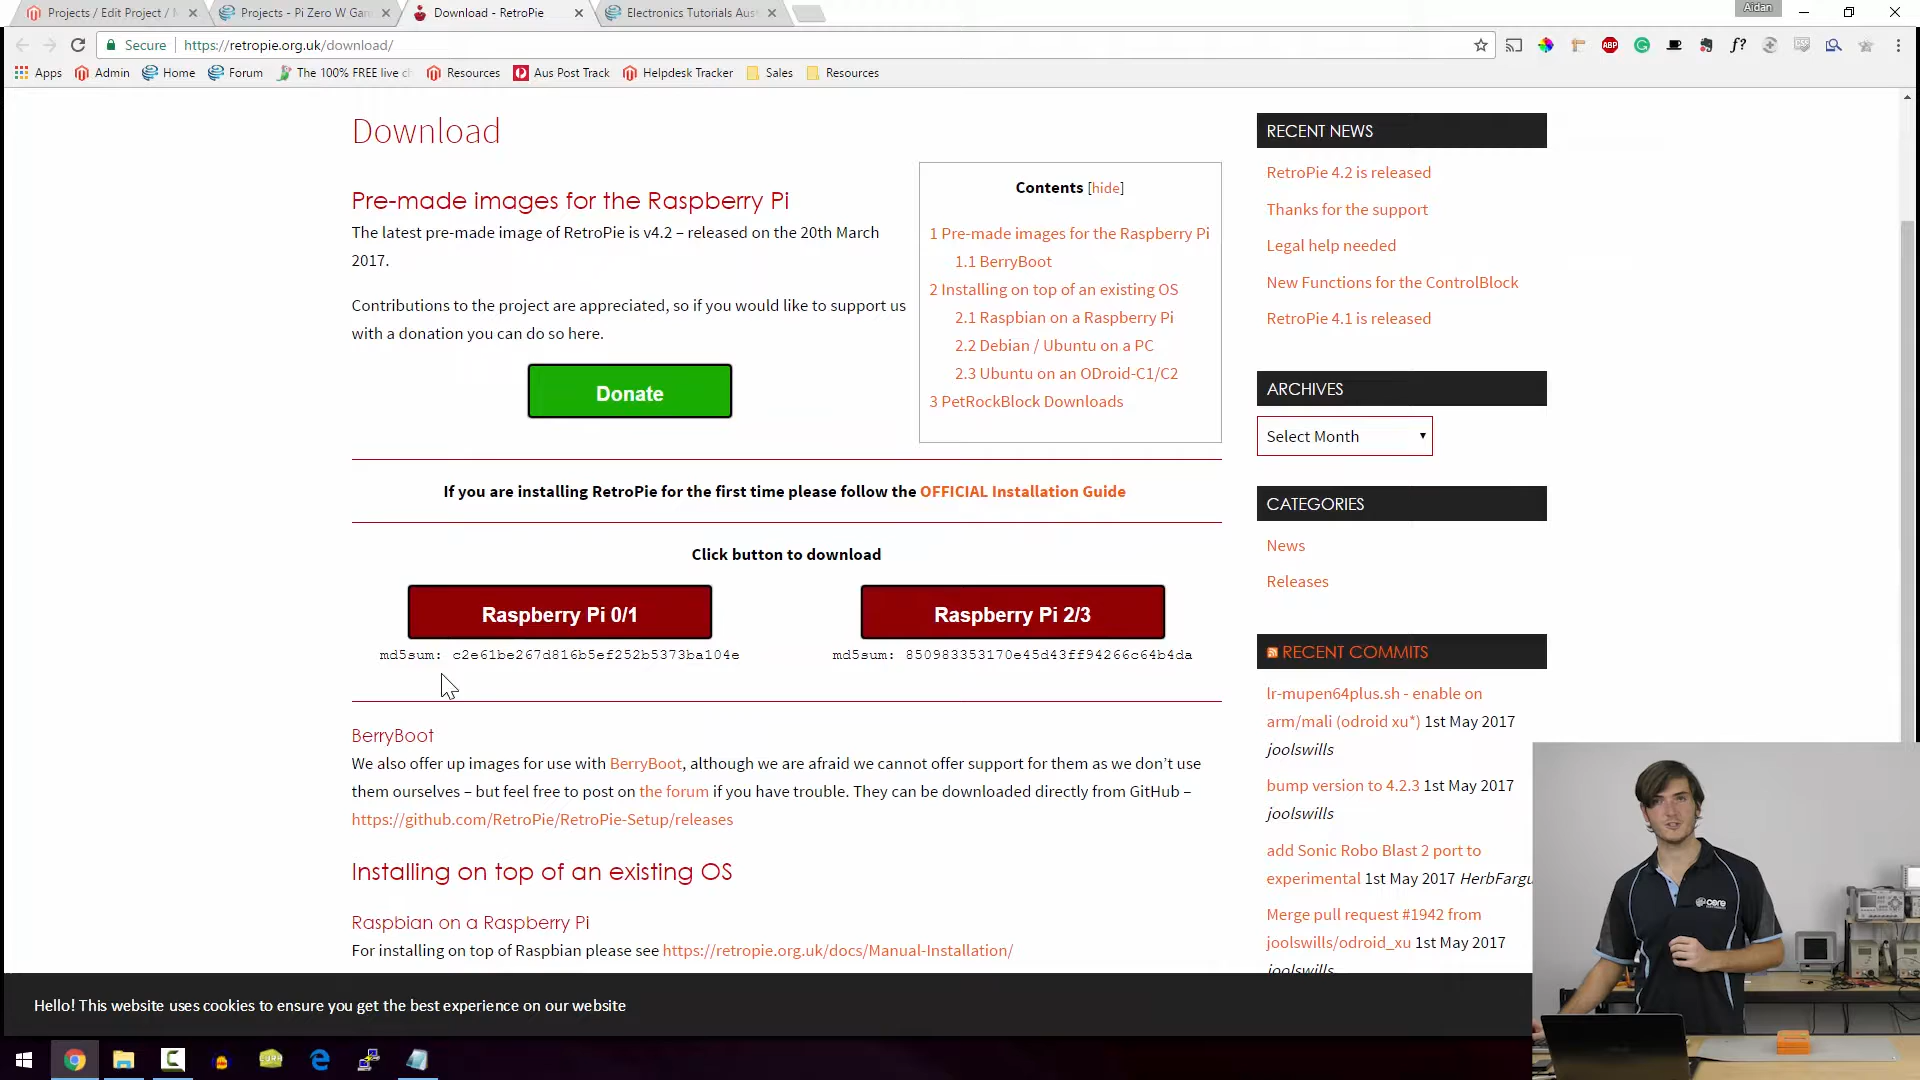 Projects / Edit Project /
Projects - Pi Zero W Gam
Download - RetroPie
Electronics Tutorials Aus
Aidan
Secure
https://retropie.org.uk/download/
ABP
f?
Apps
Admin
Home
Forum
The 100% FREE live c
Resources
Aus Post Track
Helpdesk Tracker
Sales
Resources
Download
Pre-made images for the Raspberry Pi
The latest pre-made image of RetroPie is v4.2 – released on the 20th March
2017.
Contributions to the project are appreciated, so if you would like to support us
with a donation you can do so here.
Donate
Contents [hide]
1 Pre-made images for the Raspberry Pi
1.1 BerryBoot
2 Installing on top of an existing OS
2.1 Raspbian on a Raspberry Pi
2.2 Debian / Ubuntu on a PC
2.3 Ubuntu on an ODroid-C1/C2
3 PetRockBlock Downloads
If you are installing RetroPie for the first time please follow the OFFICIAL Installation Guide
Click button to download
Raspberry Pi 0/1
md5sum: c2e61be267d816b5ef252b5373ba104e
Raspberry Pi 2/3
md5sum: 850983353170e45d43ff94266c64b4da
BerryBoot
We also offer up images for use with BerryBoot, although we are afraid we cannot offer support for them as we don't use
them ourselves – but feel free to post on the forum if you have trouble. They can be downloaded directly from GitHub –
https://github.com/RetroPie/RetroPie-Setup/releases
Installing on top of an existing OS
Raspbian on a Raspberry Pi
For installing on top of Raspbian please see https://retropie.org.uk/docs/Manual-Installation/
RECENT NEWS
RetroPie 4.2 is released
Thanks for the support
Legal help needed
New Functions for the ControlBlock
RetroPie 4.1 is released
ARCHIVES
Select Month
CATEGORIES
News
Releases
RECENT COMMITS
lr-mupen64plus.sh - enable on
arm/mali (odroid xu*) 1st May 2017
joolswills
bump version to 4.2.3 1st May 2017
joolswills
add Sonic Robo Blast 2 port to
experimental 1st May 2017 HerbFargu
Merge pull request #1942 from
joolswills/odroid_xu 1st May 2017
joolswills
Hello! This website uses cookies to ensure you get the best experience on our website
core